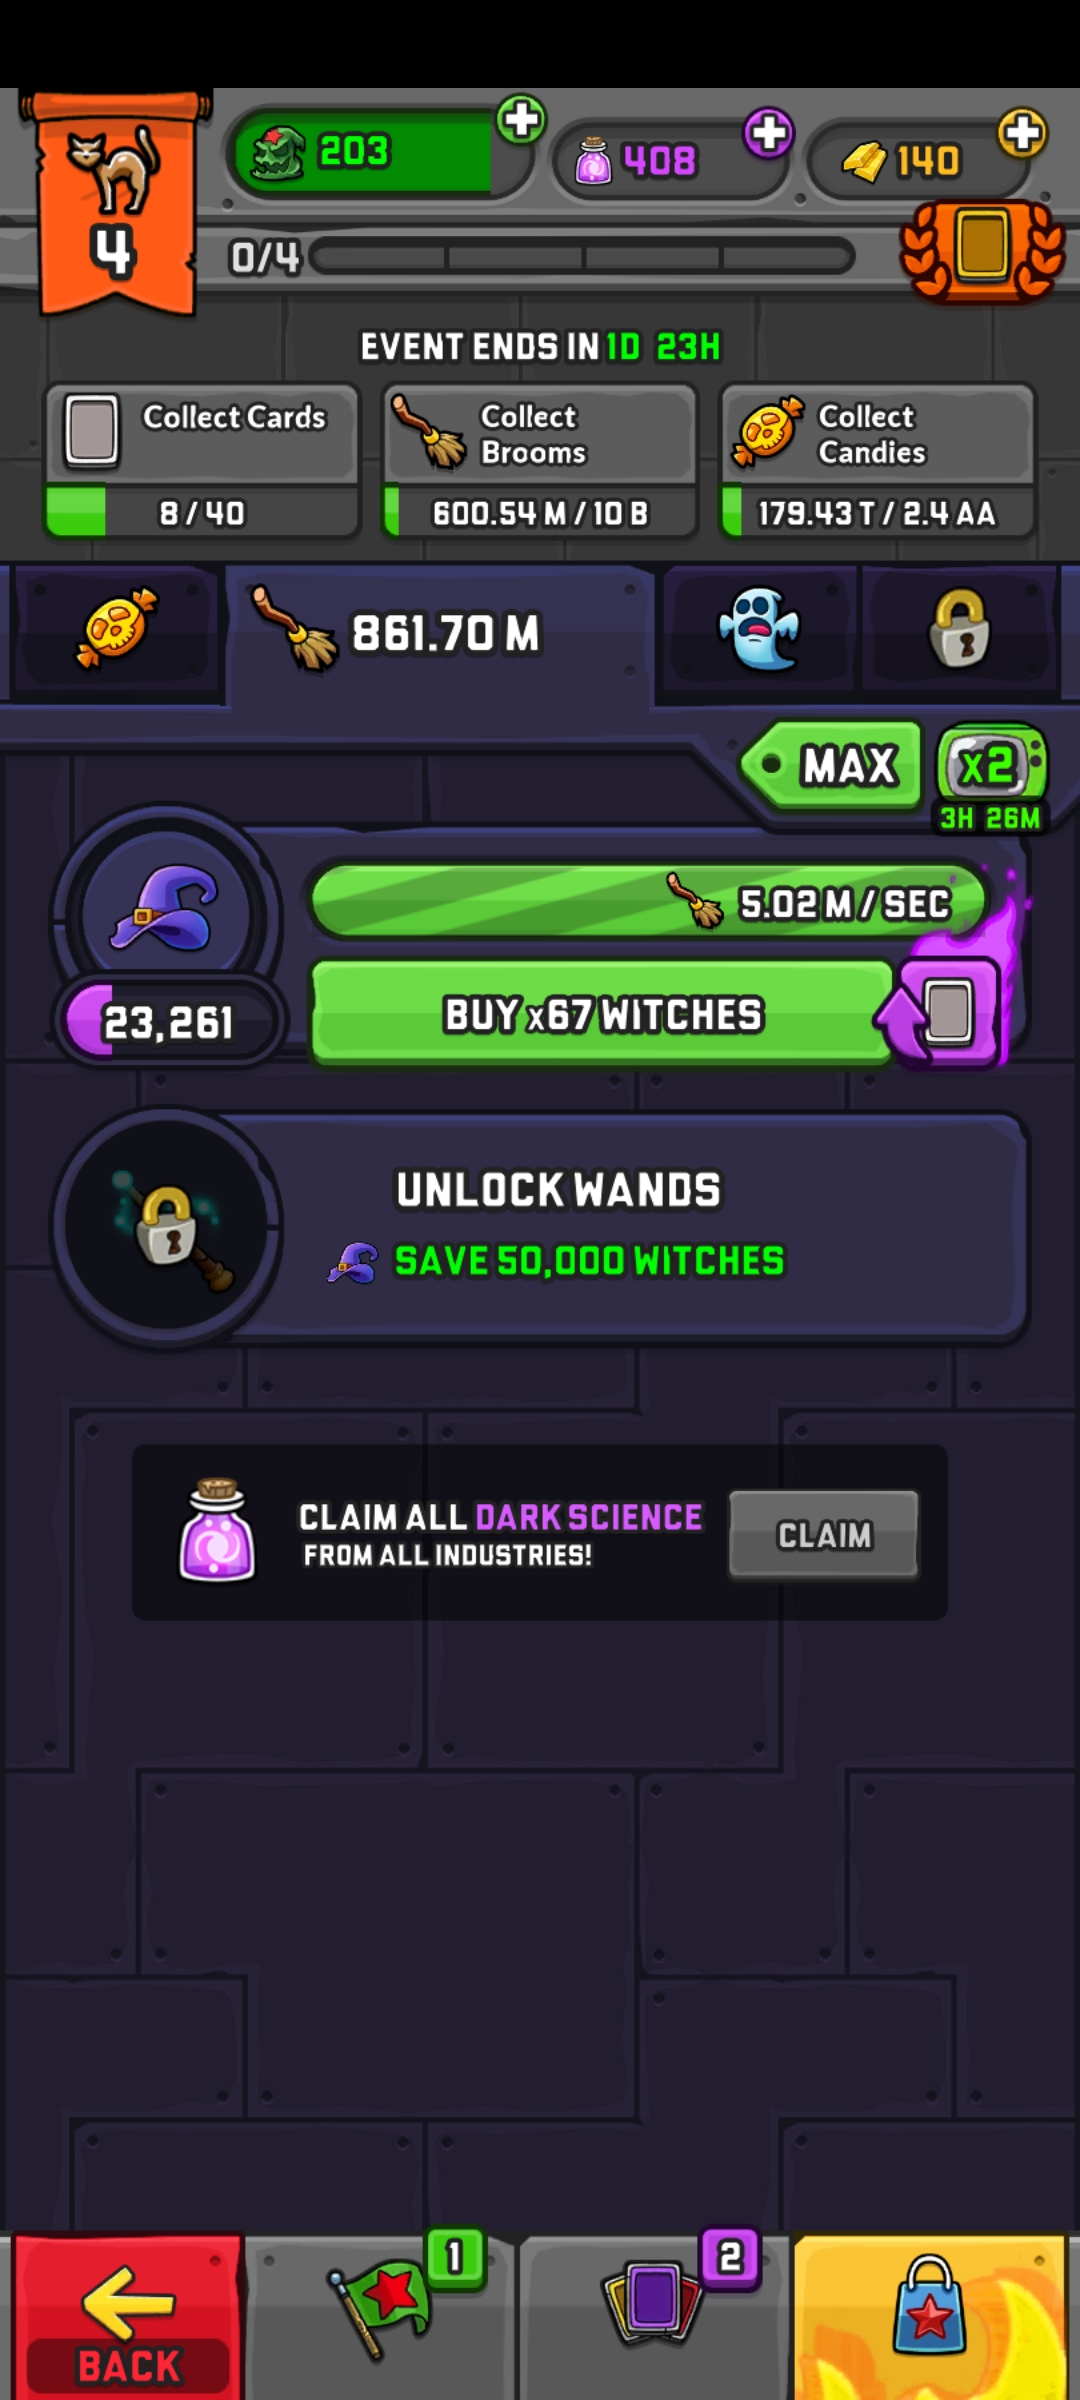 203
408
140
4
0/4
EVENT ENDS IN 1D 23H
Collect Cards
8 / 40
Collect
Brooms
600.54 M / 10 B
Collect
Candies
179.43 T / 2.4 AA
861.70 M
MAX
x2
3H 26M
5.02 M / SEC
23,261
BUY x67 WITCHES
UNLOCK WANDS
SAVE 50,000 WITCHES
CLAIM ALL DARK SCIENCE
FROM ALL INDUSTRIES!
CLAIM
1
2
BACK